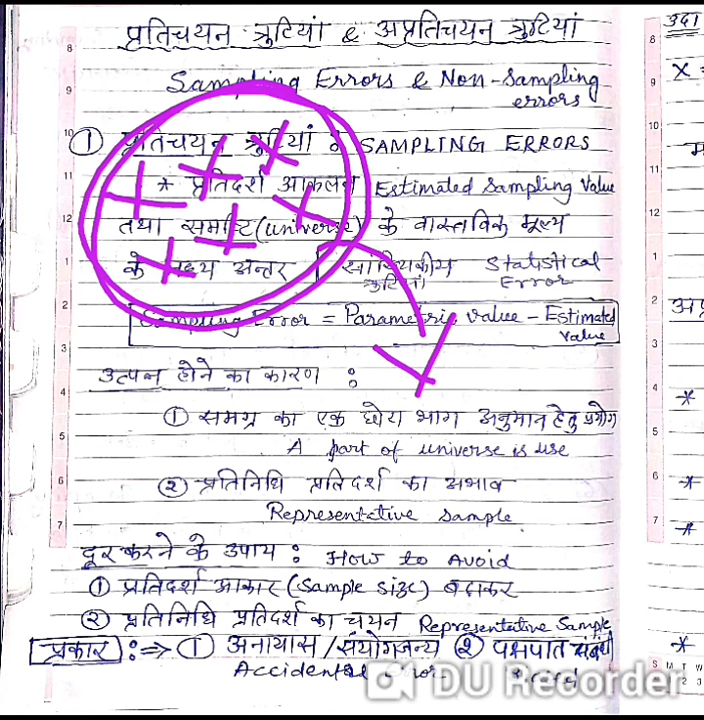 प्रतिचयन त्रुटियां & अप्रतिचयन त्रुटियां
Sampling Errors & Non-Sampling errors
① प्रतिचयन त्रुटियां SAMPLING ERRORS
* प्रतिदर्श आकलन Estimated Sampling Value
तथा समष्टि (universe) के वास्तविक मूल्य
के मध्य अन्तर सांख्यिकीय Statistical
त्रुटियां Error
Sampling Error = Parametric value - Estimated value
उत्पन्न होने का कारण :
① समग्र का एक छोटा भाग अनुमान हेतु प्रयोग
A part of universe is use
② प्रतिनिधि प्रतिदर्श का अभाव
Representative Sample
दूर करने के उपाय : How to Avoid
① प्रतिदर्श आकार (Sample size) बढ़ाकर
② प्रतिनिधि प्रतिदर्श का चयन Representative Sample
प्रकार :⇒ ① अनायास / संयोगजन्य ② पक्षपात संबंधी
Accidental Error
DU Recorder
उदा
X =
*
*
*
*